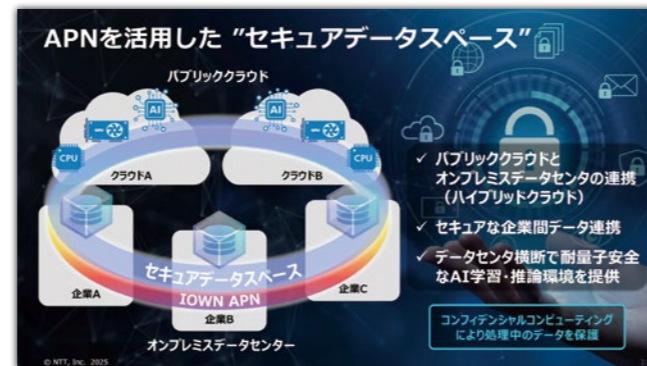 APNを活用した "セキュアデータスペース"
パブリッククラウド
AI
AI
CPU
CPU
クラウドA
クラウドB
セキュアデータスペース
IOWN APN
企業A
企業B
企業C
オンプレミスデータセンター
✓ パブリッククラウドと
オンプレミスデータセンタの連携
（ハイブリッドクラウド）
✓ セキュアな企業間データ連携
✓ データセンタ横断で耐量子安全
なAI学習・推論環境を提供
コンフィデンシャルコンピューティング
により処理中のデータを保護
© NTT, Inc. 2025